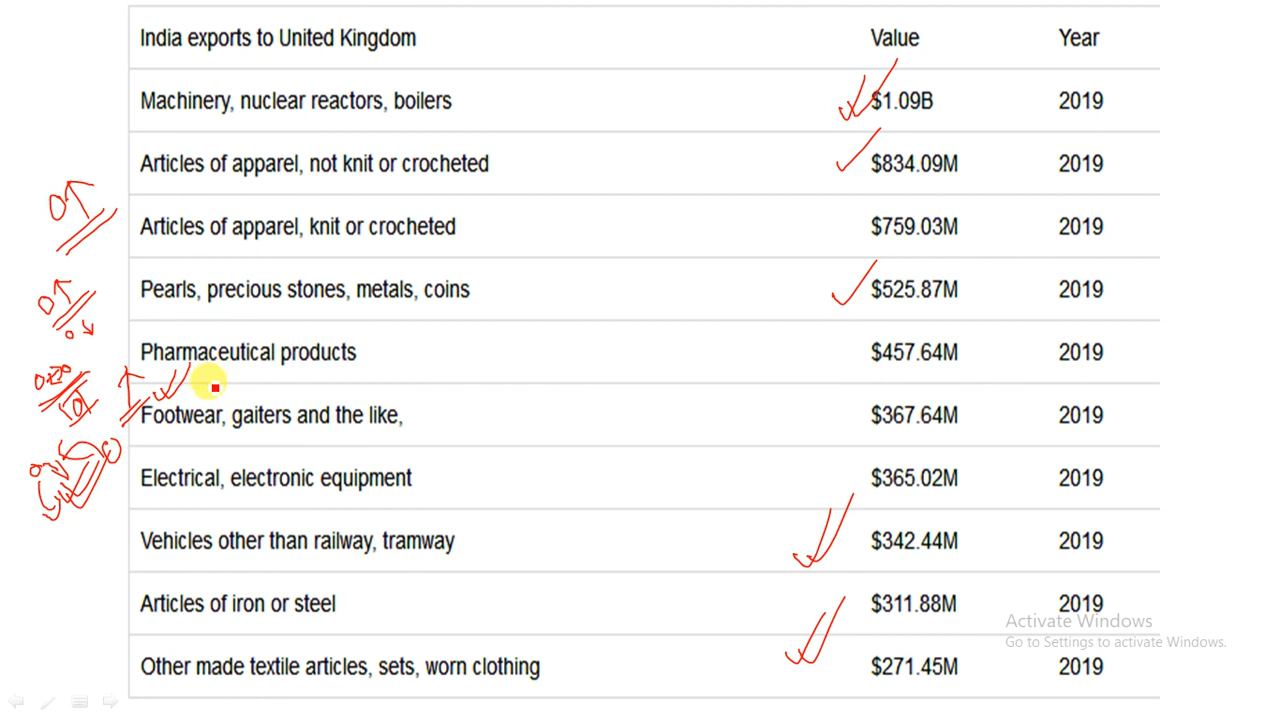 India exports to United Kingdom Value Year
Machinery, nuclear reactors, boilers $1.09B 2019
Articles of apparel, not knit or crocheted $834.09M 2019
Articles of apparel, knit or crocheted $759.03M 2019
Pearls, precious stones, metals, coins $525.87M 2019
Pharmaceutical products $457.64M 2019
Footwear, gaiters and the like, $367.64M 2019
Electrical, electronic equipment $365.02M 2019
Vehicles other than railway, tramway $342.44M 2019
Articles of iron or steel $311.88M 2019
Activate Windows
Go to Settings to activate Windows.
Other made textile articles, sets, worn clothing $271.45M 2019